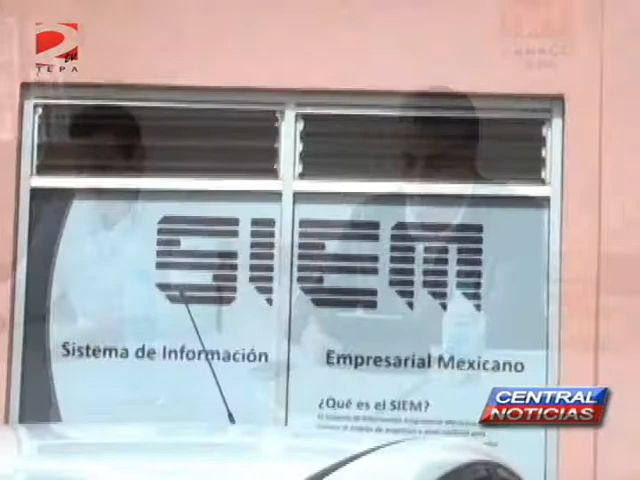 TEPA
SIEM
Sistema de Información Empresarial Mexicano
¿Qué es el SIEM?
CENTRAL
NOTICIAS